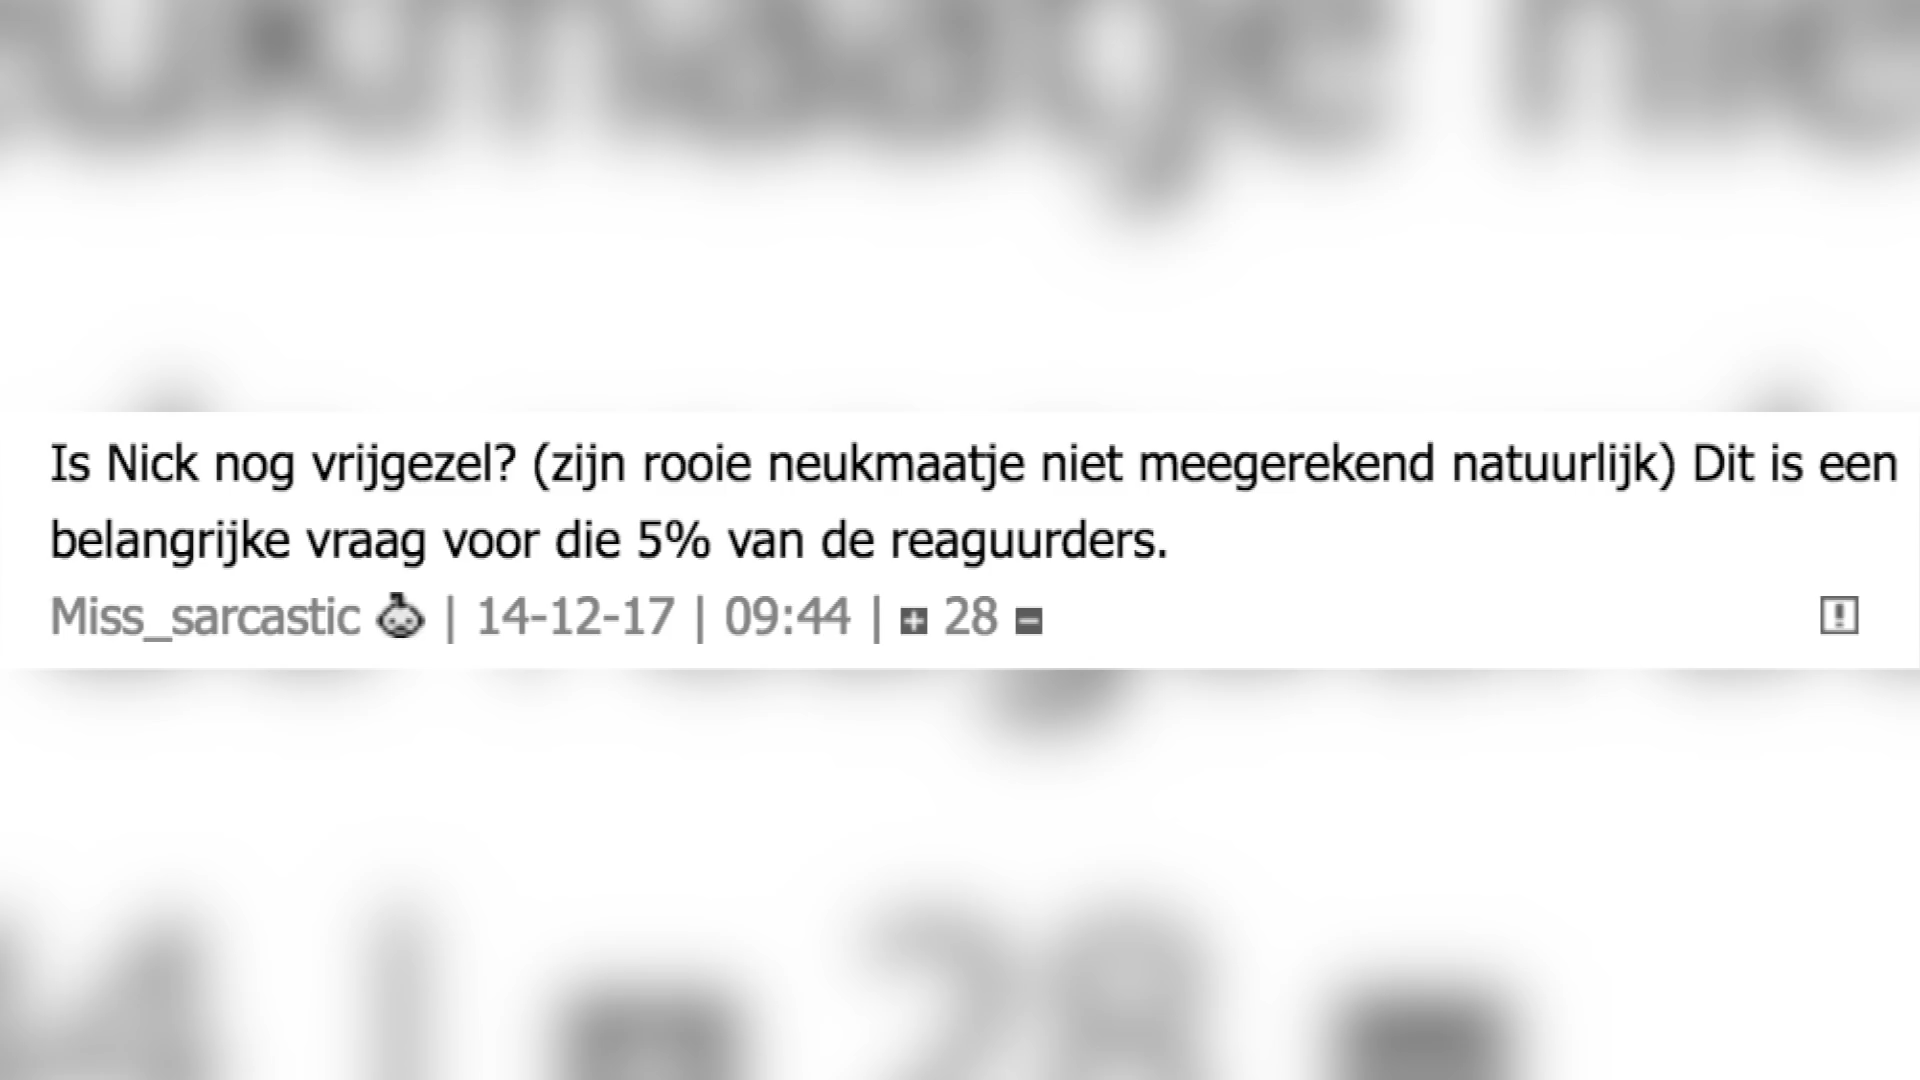 Is Nick nog vrijgezel? (zijn rooie neukmaatje niet meegerekend natuurlijk) Dit is een
belangrijke vraag voor die 5% van de reaguurders.
Miss_sarcastic | 14-12-17 | 09:44 | + 28 -